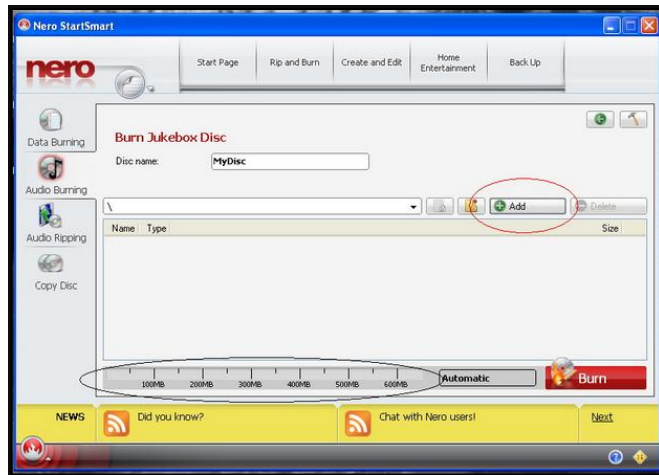 Nero StartSmart
nero
Start Page
Rip and Burn
Create and Edit
Home
Entertainment
Back Up
Data Burning
Audio Burning
Audio Ripping
Copy Disc
Burn Jukebox Disc
Disc name:
MyDisc
\
Add
Delete
Name Type Size
100MB 200MB 300MB 400MB 500MB 600MB
Automatic
Burn
NEWS
Did you know?
Chat with Nero users!
Next